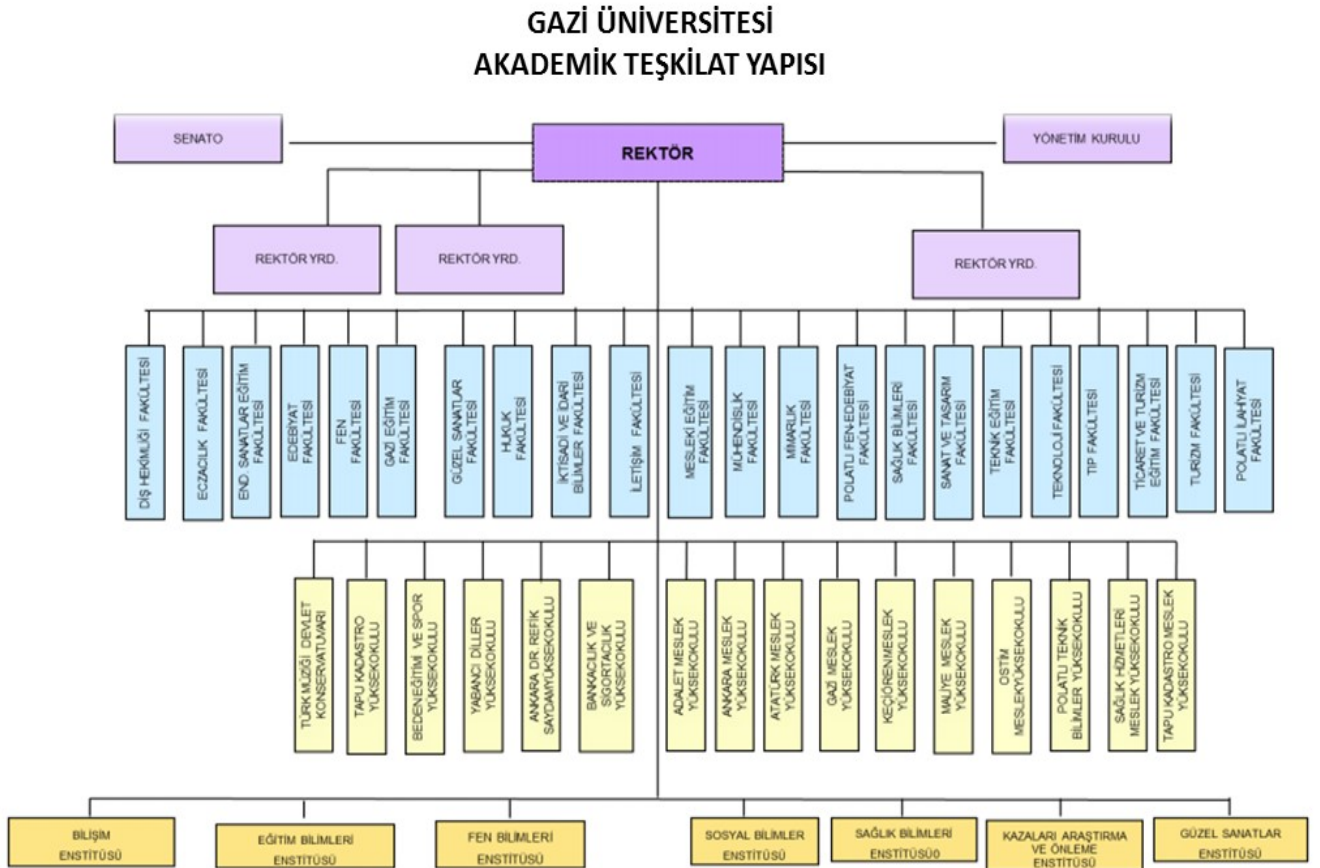 GAZİ ÜNİVERSİTESİ
AKADEMİK TEŞKİLAT YAPISI
SENATO
REKTÖR
YÖNETİM KURULU
REKTÖR YRD.
REKTÖR YRD.
REKTÖR YRD.
DİŞ HEKİMLİĞİ FAKÜLTESİ
ECZACILIK FAKÜLTESİ
END. SANATLAR EĞİTİM
FAKÜLTESİ
EDEBİYAT
FAKÜLTESİ
FEN
FAKÜLTESİ
GAZİ EĞİTİM
FAKÜLTESİ
GÜZEL SANATLAR
FAKÜLTESİ
HUKUK
FAKÜLTESİ
İKTİSADİ VE İDARİ
BİLİMLER FAKÜLTESİ
İLETİŞİM FAKÜLTESİ
MESLEKİ EĞİTİM
FAKÜLTESİ
MÜHENDİSLİK
FAKÜLTESİ
MİMARLIK
FAKÜLTESİ
POLATLI FEN-EDEBİYAT
FAKÜLTESİ
SAĞLIK BİLİMLERİ
FAKÜLTESİ
SANAT VE TASARIM
FAKÜLTESİ
TEKNİK EĞİTİM
FAKÜLTESİ
TEKNOLOJİ FAKÜLTESİ
TIP FAKÜLTESİ
TİCARET VE TURİZM
EĞİTİM FAKÜLTESİ
TURİZM FAKÜLTESİ
POLATLI İLAHİYAT
FAKÜLTESİ
TÜRK MÜZİĞİ DEVLET
KONSERVATUVARI
TAPU KADASTRO
YÜKSEKOKULU
BEDEN EĞİTİMİ VE SPOR
YÜKSEKOKULU
YABANCI DİLLER
YÜKSEKOKULU
ANKARA DR. REFİK
SAYDAMYÜKSEKOKULU
BANKACILIK VE
SİGORTACILIK
YÜKSEKOKULU
ADALET MESLEK
YÜKSEKOKULU
ANKARA MESLEK
YÜKSEKOKULU
ATATÜRK MESLEK
YÜKSEKOKULU
GAZİ MESLEK
YÜKSEKOKULU
KEÇİÖRENMESLEK
YÜKSEKOKULU
MALİYE MESLEK
YÜKSEKOKULU
OSTİM
MESLEKYÜKSEKOKULU
POLATLI TEKNİK
BİLİMLER YÜKSEKOKULU
SAĞLIK HİZMETLERİ
MESLEK YÜKSEKOKULU
TAPU KADASTRO MESLEK
YÜKSEKOKULU
BİLİŞİM
ENSTİTÜSÜ
EĞİTİM BİLİMLERİ
ENSTİTÜSÜ
FEN BİLİMLERİ
ENSTİTÜSÜ
SOSYAL BİLİMLER
ENSTİTÜSÜ
SAĞLIK BİLİMLERİ
ENSTİTÜSÜ0
KAZALARI ARAŞTIRMA
VE ÖNLEME
ENSTİTÜSÜ
GÜZEL SANATLAR
ENSTİTÜSÜ